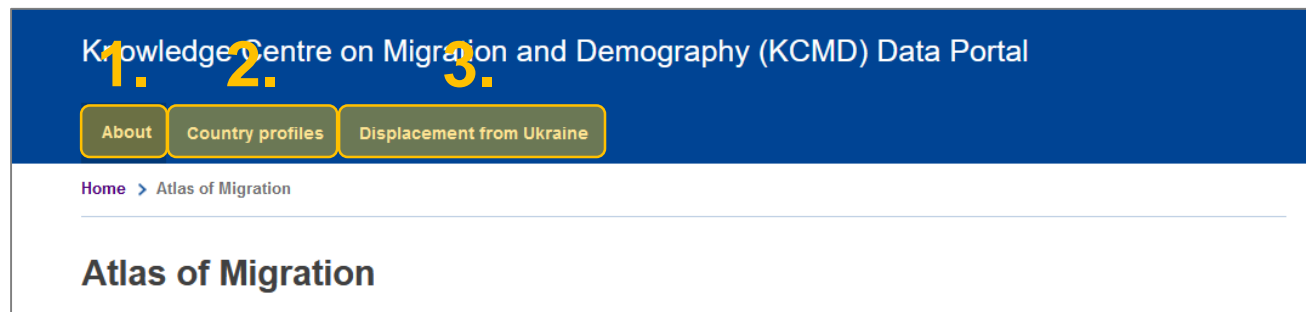 Knowledge Centre on Migration and Demography (KCMD) Data Portal
1. 2. 3.
About Country profiles Displacement from Ukraine
Home > Atlas of Migration
Atlas of Migration